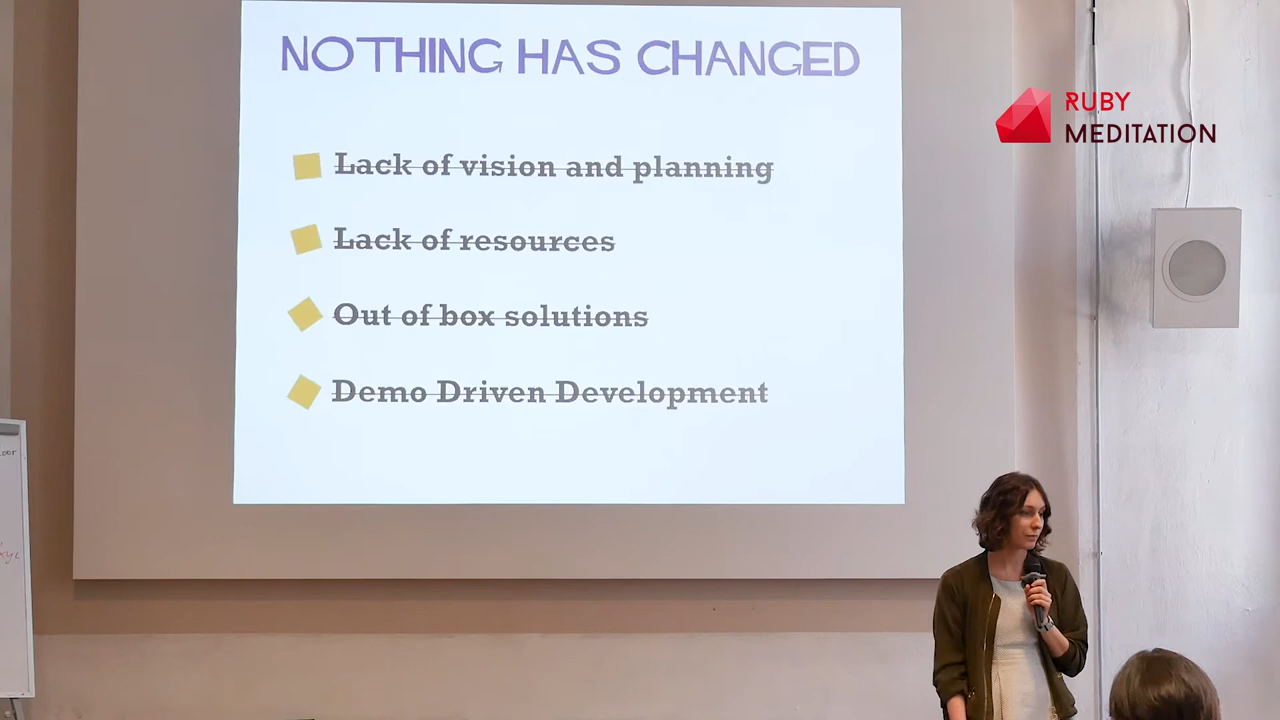 NOTHING HAS CHANGED
RUBY
MEDITATION
Lack of vision and planning
Lack of resources
Out of box solutions
Demo Driven Development